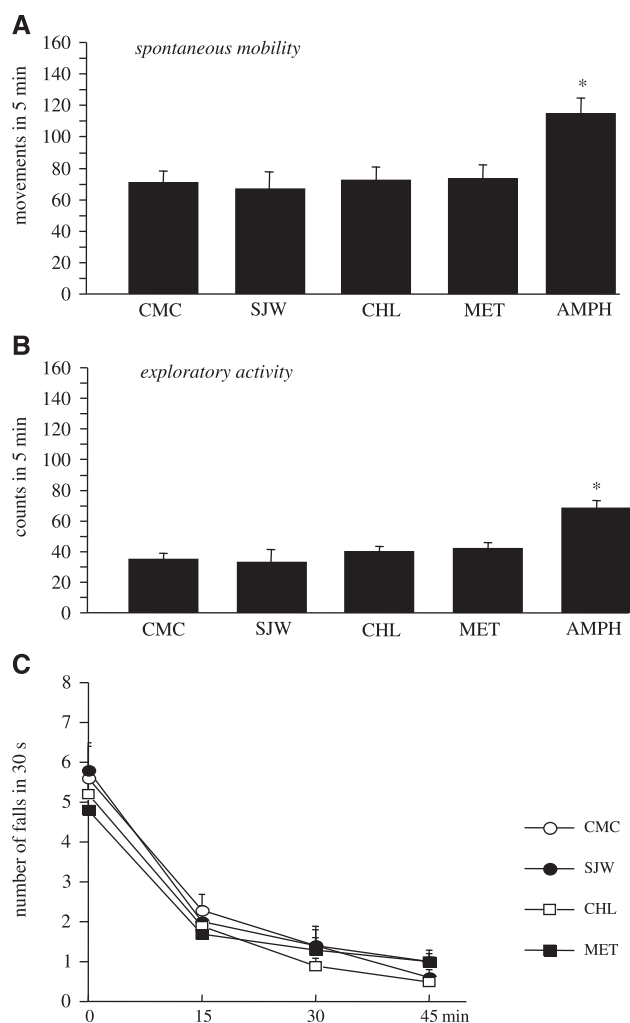 A
spontaneous mobility
movements in 5 min
160
140
120
100
80
60
40
20
0
*
CMC SJW CHL MET AMPH
B
exploratory activity
counts in 5 min
160
140
120
100
80
60
40
20
0
*
CMC SJW CHL MET AMPH
C
number of falls in 30 s
8
7
6
5
4
3
2
1
0
0 15 30 45 min
CMC
SJW
CHL
MET